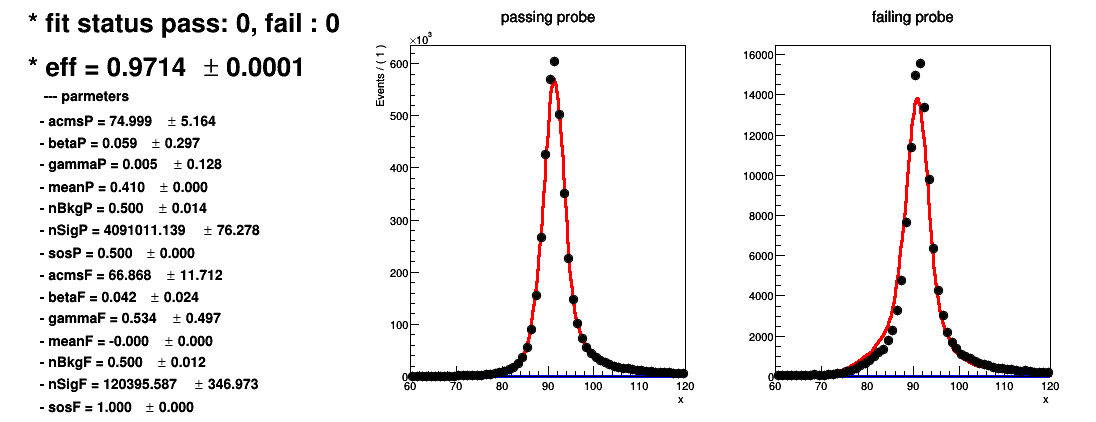 * fit status pass: 0, fail : 0
* eff = 0.9714 ± 0.0001
--- parmeters
- acmsP = 74.999 ± 5.164
- betaP = 0.059 ± 0.297
- gammaP = 0.005 ± 0.128
- meanP = 0.410 ± 0.000
- nBkgP = 0.500 ± 0.014
- nSigP = 4091011.139 ± 76.278
- sosP = 0.500 ± 0.000
- acmsF = 66.868 ± 11.712
- betaF = 0.042 ± 0.024
- gammaF = 0.534 ± 0.497
- meanF = -0.000 ± 0.000
- nBkgF = 0.500 ± 0.012
- nSigF = 120395.587 ± 346.973
- sosF = 1.000 ± 0.000
passing probe
×10³
Events / ( 1 )
600
500
400
300
200
100
0
60 70 80 90 100 110 120
x
failing probe
16000
14000
12000
10000
8000
6000
4000
2000
0
60 70 80 90 100 110 120
x